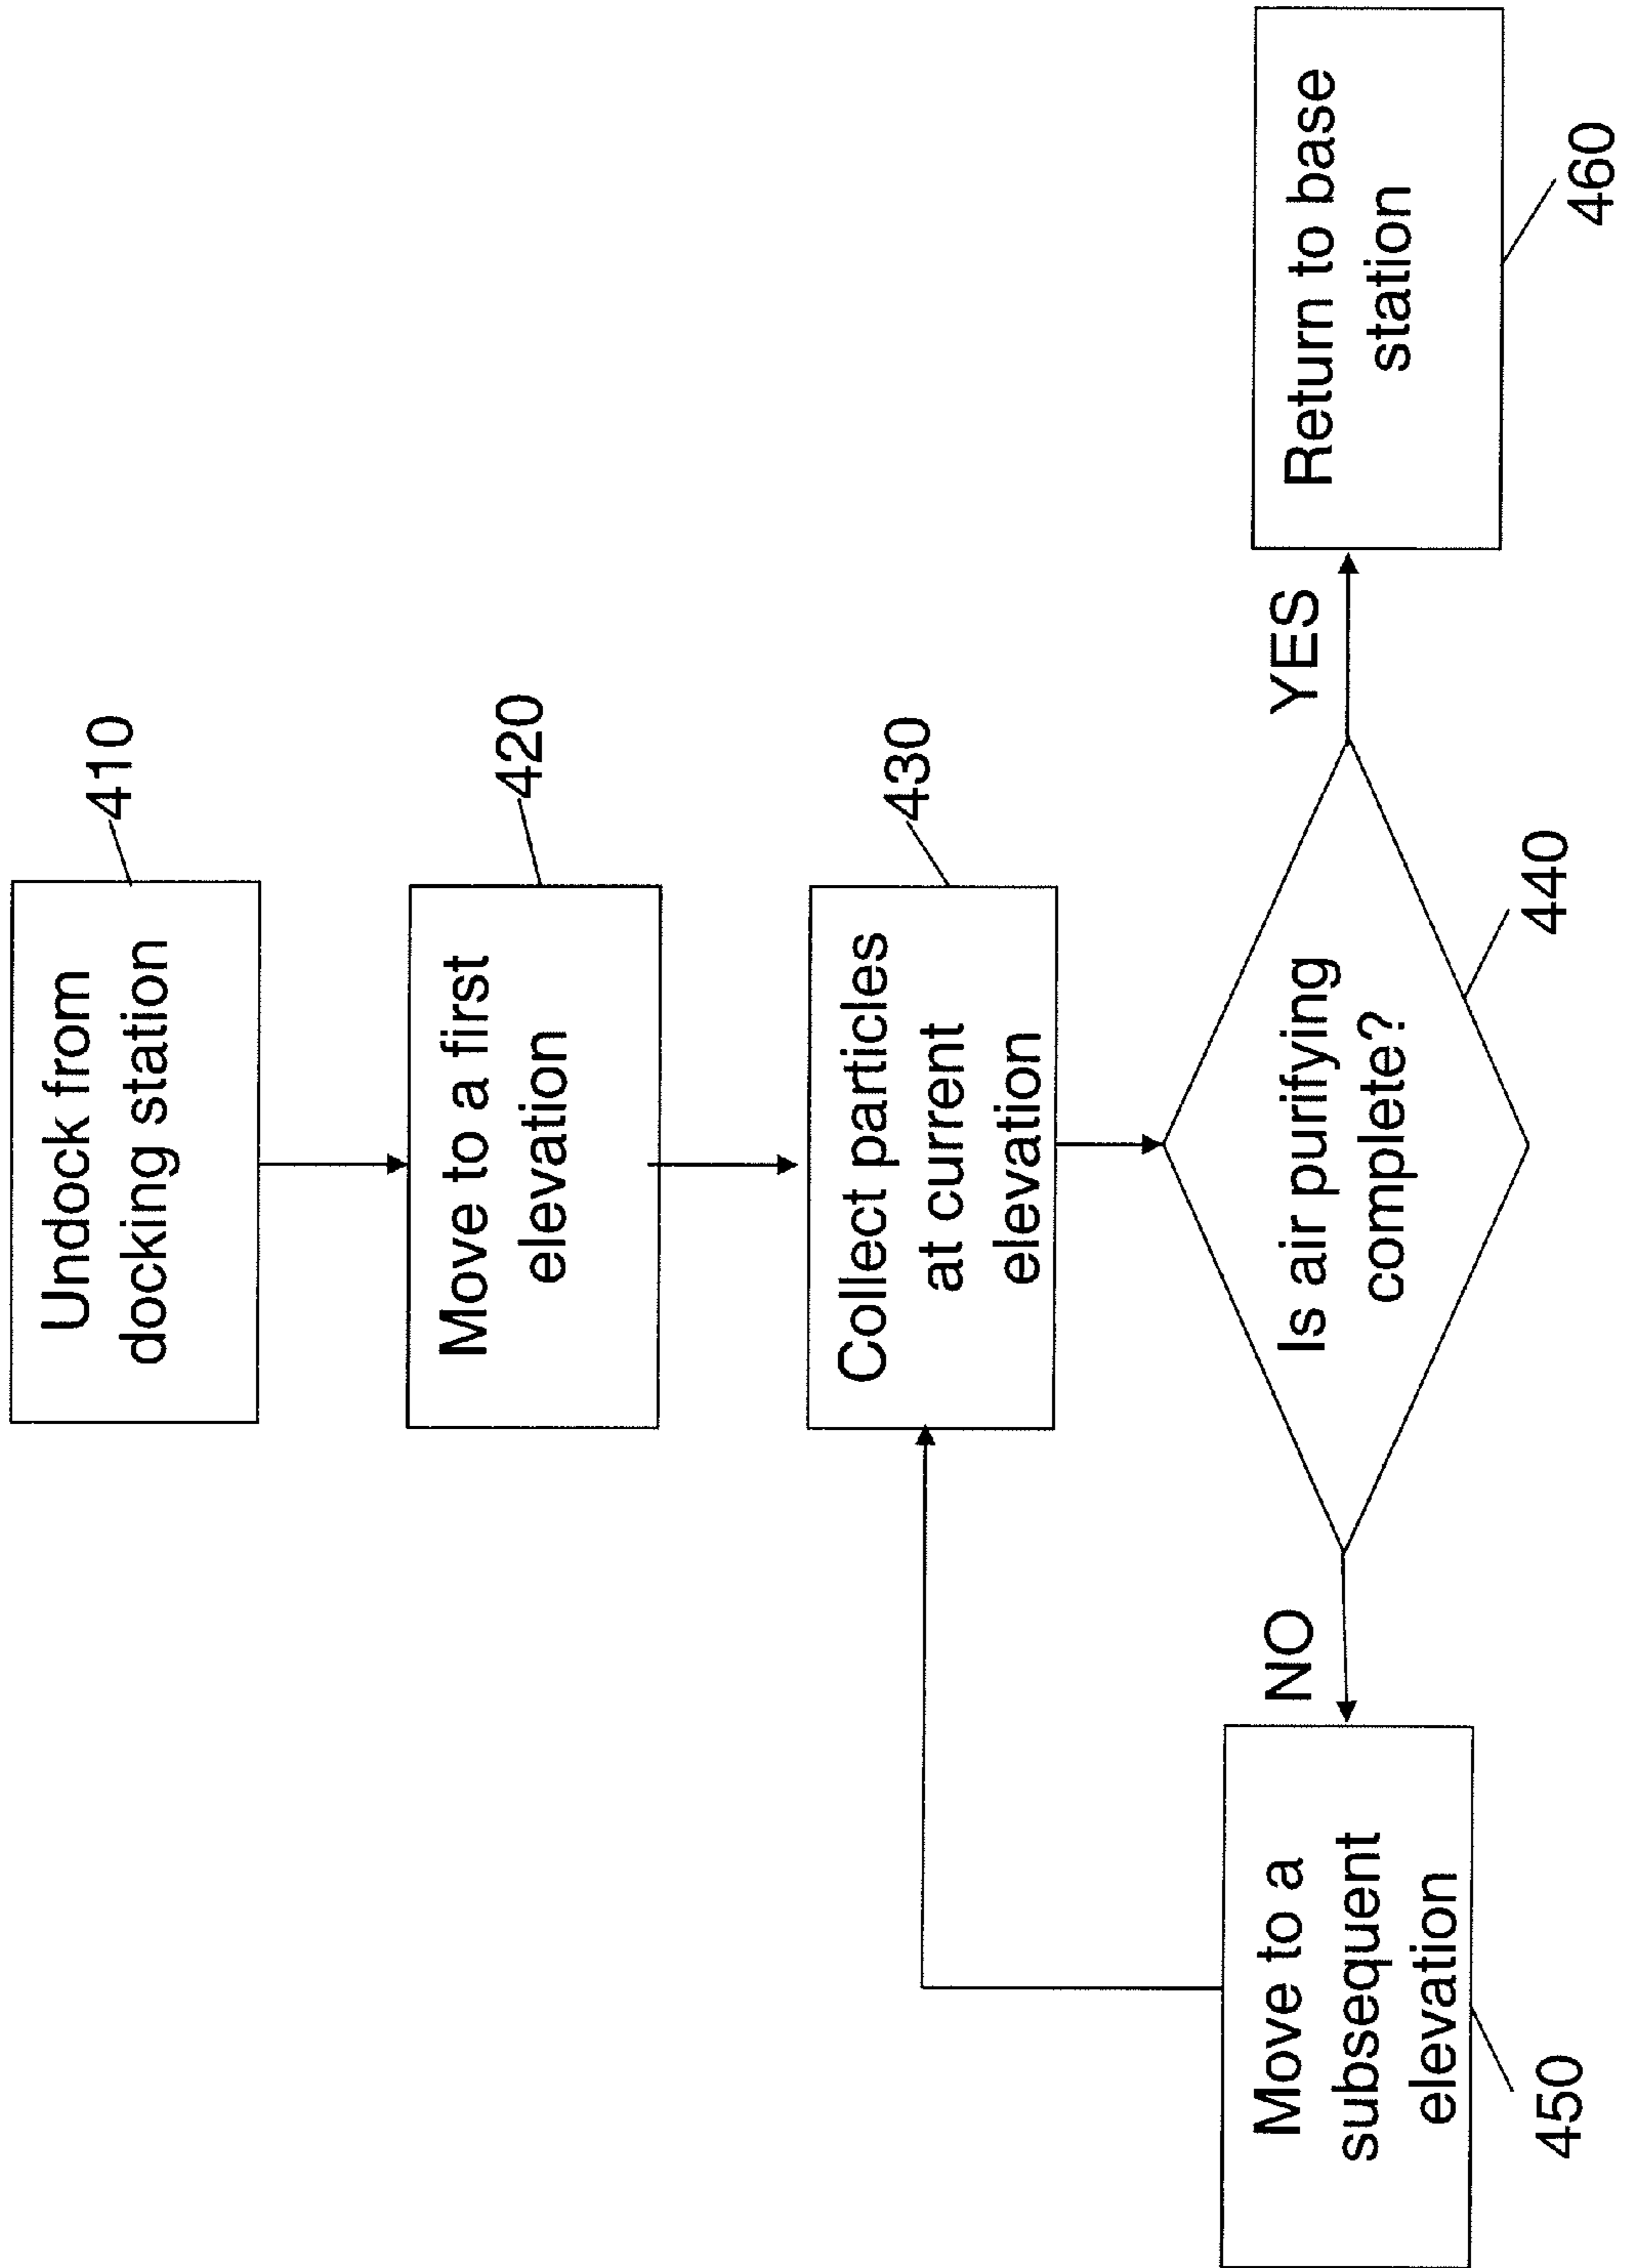 Undock from
docking station
410
Move to a first
elevation
420
Collect particles
at current
elevation
430
Is air purifying
complete?
440
NO
YES
Move to a
subsequent
elevation
450
Return to base
station
460